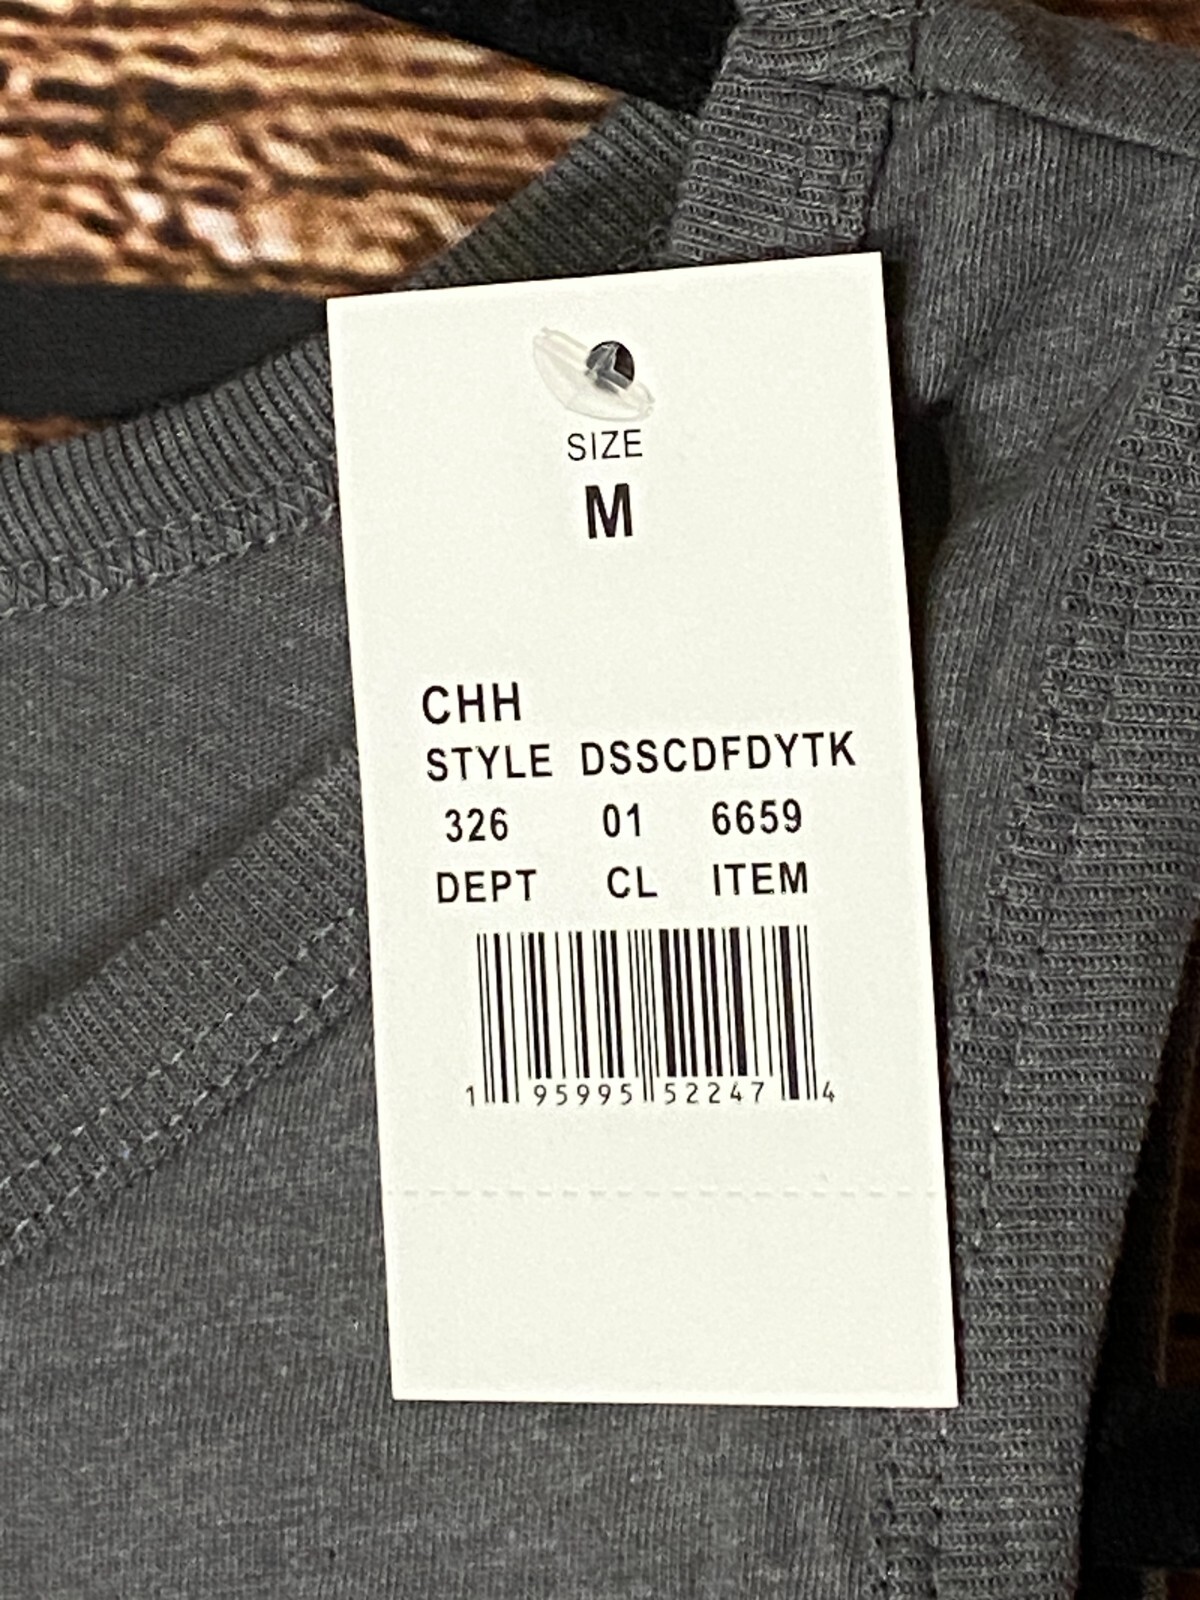 SIZE
M
CHH
STYLE DSSCDFDYTK
326 01 6659
DEPT CL ITEM
1 95995 52247 4